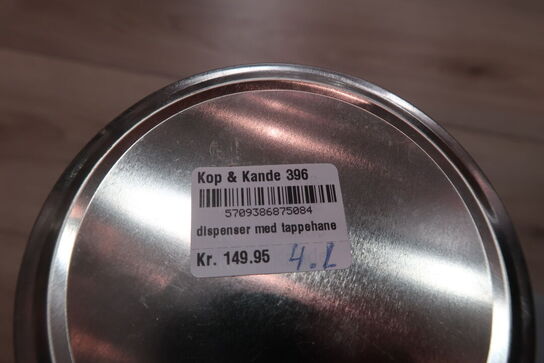 Kop & Kande 396
5709386875084
dispenser med tappehane
Kr. 149.95 4.L